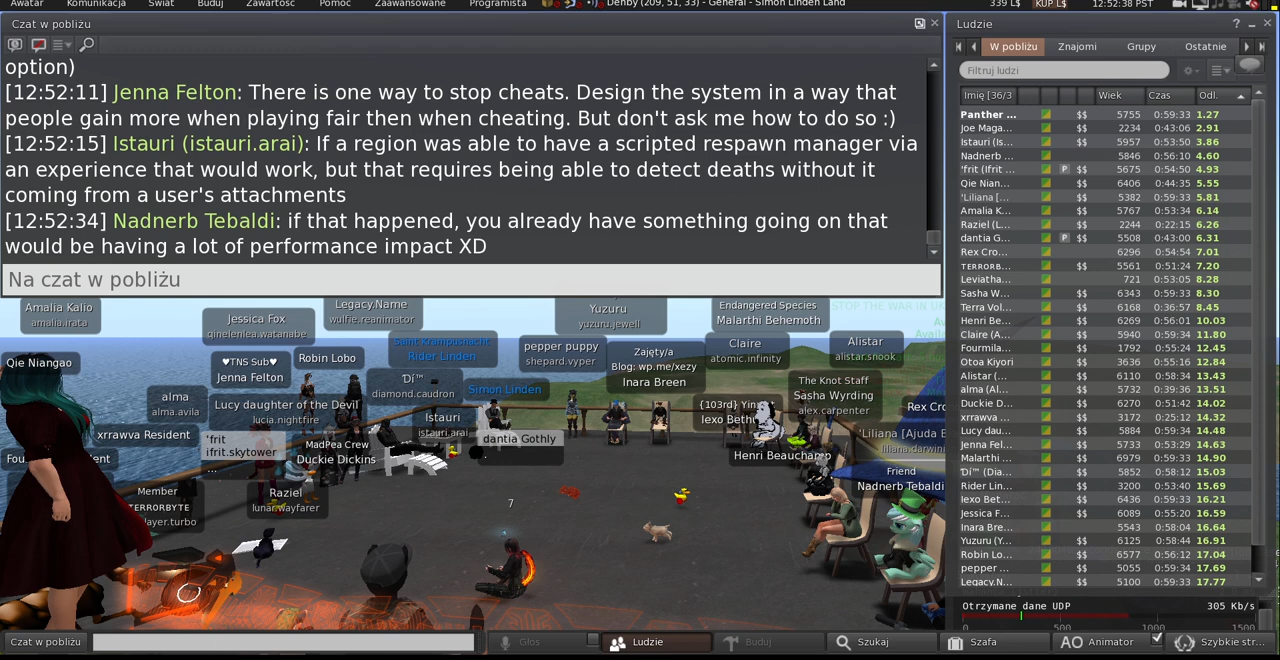 Awatar Komunikacja Świat Buduj Zawartość Pomoc Zaawansowane Programista Denby (209, 51, 33) - General - Simon Linden Land 339 L$ KUP L$ 12:52:38 PST
Czat w pobliżu
option)
[12:52:11] Jenna Felton: There is one way to stop cheats. Design the system in a way that
people gain more when playing fair then when cheating. But don't ask me how to do so :)
[12:52:15] Istauri (istauri.arai): If a region was able to have a scripted respawn manager via
an experience that would work, but that requires being able to detect deaths without it
coming from a user's attachments
[12:52:34] Nadnerb Tebaldi: if that happened, you already have something going on that
would be having a lot of performance impact XD
Na czat w pobliżu
Amalia Kalio
amalia.irata
Jessica Fox
qinelenlea.watanabe
Legacy.Name
wulfie.reanimator
Yuzuru
yuzuru.jewell
Endangered Species
Malarthi Behemoth
STOP THE WAR IN UK
Qie Niangao
♥TNS Sub♥
Jenna Felton
Robin Lobo
Saint Krampusnacht
Rider Linden
pepper puppy
shepard.vyper
Zajęty/a
Blog: wp.me/xezy
Inara Breen
Claire
atomic.infinity
Alistar
alistar.snook
alma
alma.avila
Ɗí™
diamond.caudron
Simon Linden
The Knot Staff
Sasha Wyrding
alex.carpenter
Lucy daughter of the Devil
lucia.nightfire
Istauri
istauri.arai
{103rd} Yin
Iexo Beth
Rex Cro
xrrawva Resident
'frit
ifrit.skytower
...
MadPea Crew
Duckie Dickins
dantia Gothly
Henri Beauchamp
'Liliana [Ajuda E
liliana.darwini
Friend
Nadnerb Tebaldi
Member
TERRORBYTE
layer.turbo
Raziel
lunar.wayfarer
7
Ludzie
W pobliżu Znajomi Grupy Ostatnie
Filtruj ludzi
Imię [36/3 Wiek Czas Odl.
Panther ... $$ 5755 0:59:33 1.27
Joe Maga... $$ 2234 0:43:06 2.91
Istauri (Is... $$ 5957 0:53:50 3.86
Nadnerb ... 5846 0:56:10 4.60
'frit (Ifrit ... P $$ 5675 0:54:50 4.93
Qie Nian... $$ 6406 0:44:35 5.55
'Liliana [... $$ 5382 0:59:33 5.81
Amalia K... $$ 5767 0:53:34 6.14
Raziel (L... $$ 2244 0:22:15 6.26
dantia G... P $$ 5508 0:43:00 6.31
Rex Cro... 6296 0:54:54 7.01
TERRORB... $$ 5561 0:51:24 7.20
Leviatha... 721 0:53:05 8.28
Sasha W... $$ 6343 0:59:33 8.30
Terra Vol... $$ 6168 0:36:57 8.45
Henri Be... $$ 6269 0:56:01 10.03
Claire (A... $$ 5940 0:59:34 11.80
Fourmila... $$ 1792 0:55:24 12.45
Otoa Kiyori $$ 3636 0:55:16 12.84
Alistar (... $$ 6110 0:58:34 13.43
alma (Al... $$ 5732 0:39:36 13.51
Duckie D... $$ 6270 0:51:42 14.02
xrrawva ... $$ 3172 0:25:12 14.32
Lucy dau... $$ 5884 0:59:34 14.48
Jenna Fel... $$ 5733 0:53:29 14.63
Malarthi ... $$ 6979 0:59:33 14.90
Ɗí™ (Dia... $$ 5852 0:58:12 15.03
Rider Lin... $$ 3200 0:53:40 15.69
Iexo Bet... $$ 6436 0:59:33 16.21
Jessica F... $$ 6089 0:55:20 16.59
Inara Bre... 5543 0:58:04 16.64
Yuzuru (Y... $$ 6125 0:58:44 16.91
Robin Lo... $$ 6577 0:56:12 17.04
pepper ... $$ 5055 0:59:34 17.69
Legacy.N... $$ 5100 0:59:33 17.77
Otrzymane dane UDP 305 Kb/s
0 500 1000 1500
Czat w pobliżu Głos Ludzie Buduj Szukaj Szafa AO Animator Szybkie str...